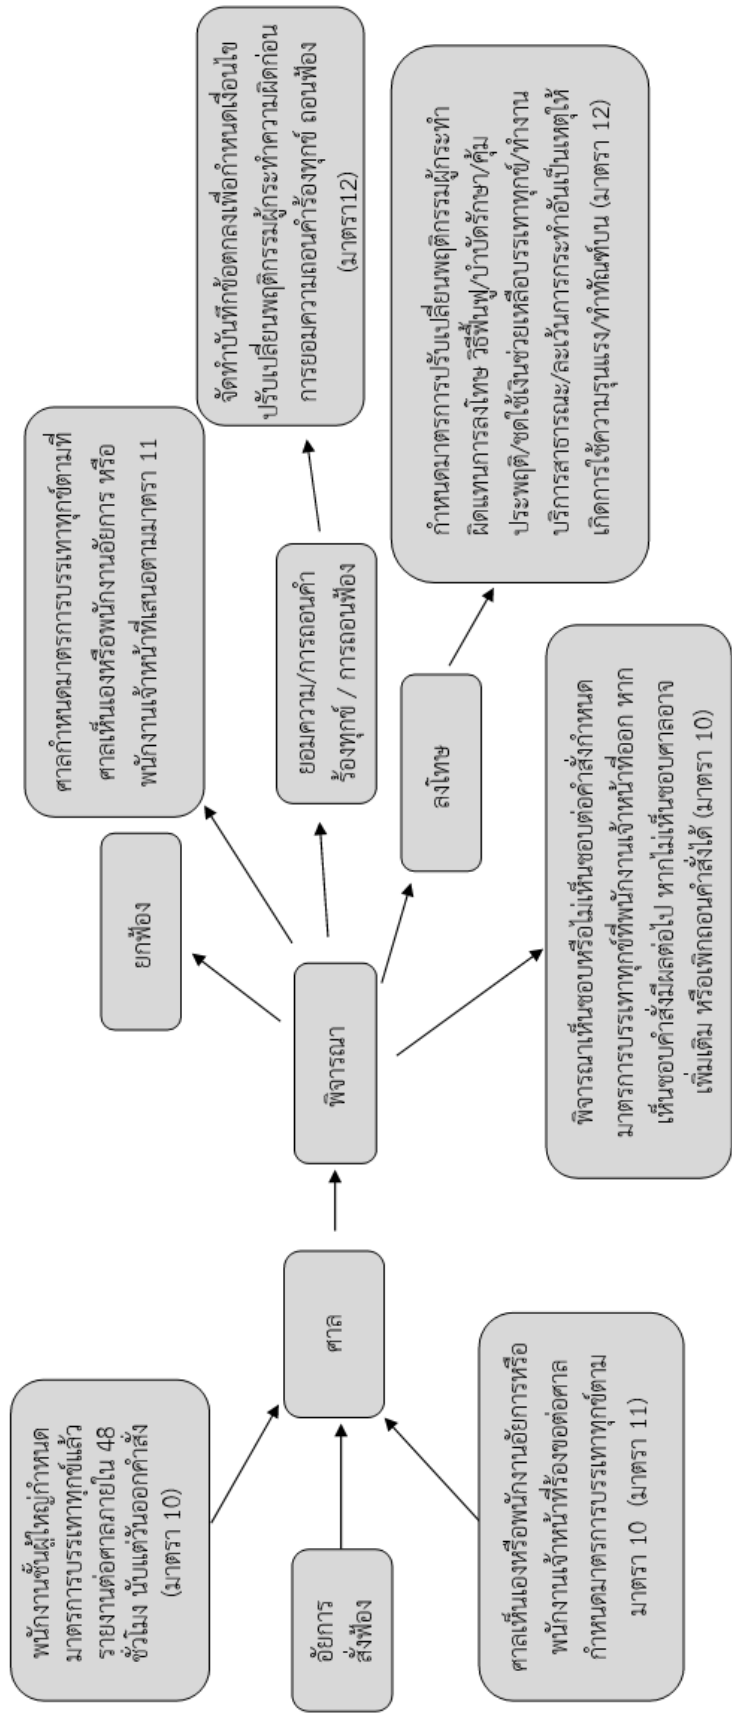 พนักงานชั้นผู้ใหญ่กำหนด
มาตรการบรรเทาทุกข์แล้ว
รายงานต่อศาลภายใน 48
ชั่วโมง นับแต่วันออกคำสั่ง
(มาตรา 10)
อัยการ
สั่งฟ้อง
ศาลเห็นเองหรือพนักงานอัยการหรือ
พนักงานเจ้าหน้าที่ร้องขอต่อศาล
กำหนดมาตรการบรรเทาทุกข์ตาม
มาตรา 10 (มาตรา 11)
ศาล
พิจารณา
ยกฟ้อง
ศาลกำหนดมาตรการบรรเทาทุกข์ตามที่
ศาลเห็นเองหรือพนักงานอัยการ หรือ
พนักงานเจ้าหน้าที่เสนอตามมาตรา 11
ยอมความ/การถอนคำ
ร้องทุกข์ / การถอนฟ้อง
จัดทำบันทึกข้อตกลงเพื่อกำหนดเงื่อนไข
ปรับเปลี่ยนพฤติกรรมผู้กระทำความผิดก่อน
การยอมความถอนคำร้องทุกข์ ถอนฟ้อง
(มาตรา12)
ลงโทษ
กำหนดมาตรการปรับเปลี่ยนพฤติกรรมผู้กระทำ
ผิดแทนการลงโทษ วิธีฟื้นฟู/บำบัดรักษา/คุ้ม
ประพฤติ/ชดใช้เงินช่วยเหลือบรรเทาทุกข์/ทำงาน
บริการสาธารณะ/ละเว้นการกระทำอันเป็นเหตุให้
เกิดการใช้ความรุนแรง/ทำทัณฑ์บน (มาตรา 12)
พิจารณาเห็นชอบหรือไม่เห็นชอบต่อคำสั่งกำหนด
มาตรการบรรเทาทุกข์ที่พนักงานเจ้าหน้าที่ออก หาก
เห็นชอบคำสั่งมีผลต่อไป หากไม่เห็นชอบศาลอาจ
เพิ่มเติม หรือเพิกถอนคำสั่งได้ (มาตรา 10)